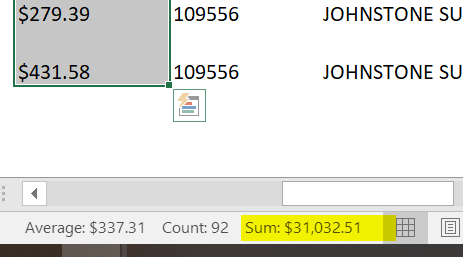 $279.39 109556 JOHNSTONE SU
$431.58 109556 JOHNSTONE SU
Average: $337.31 Count: 92 Sum: $31,032.51